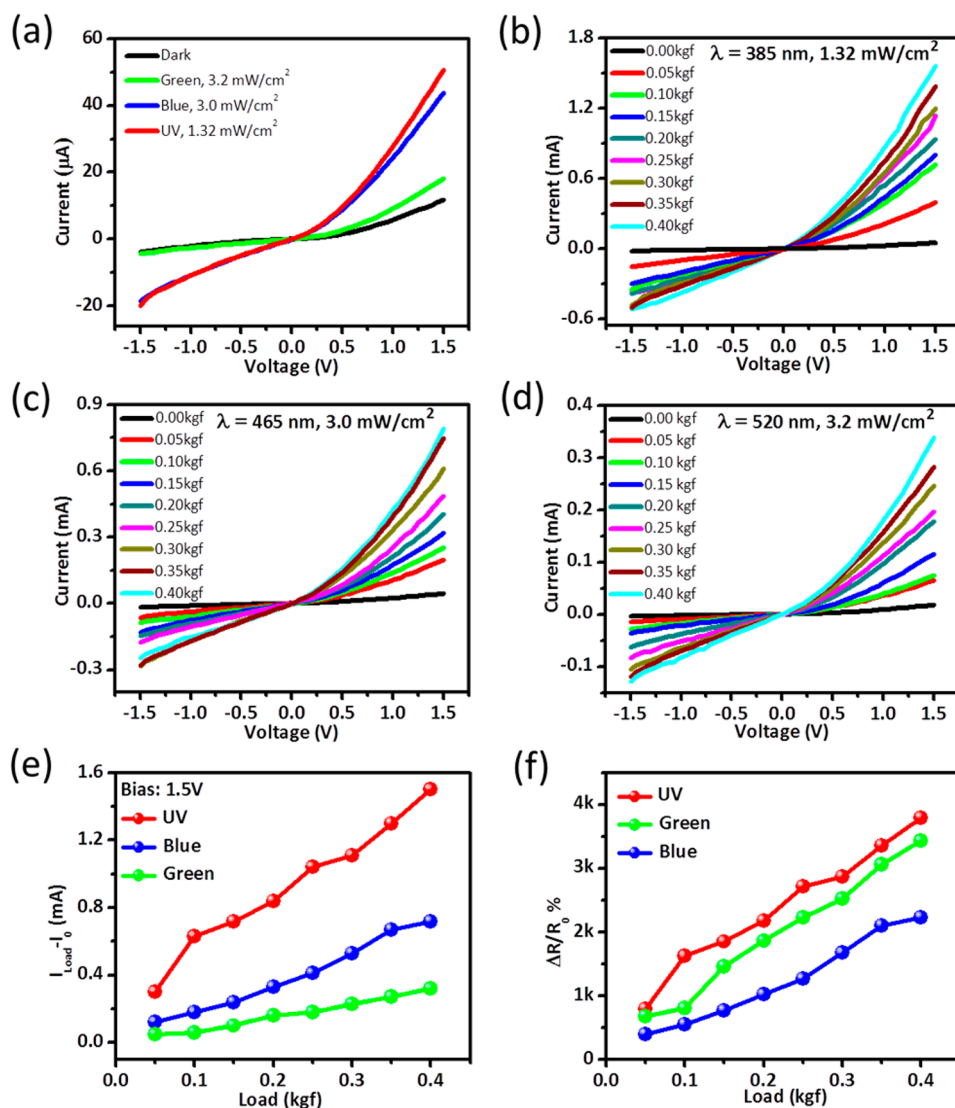 (a)
60
40
20
0
-20
Current (µA)
Dark
Green, 3.2 mW/cm²
Blue, 3.0 mW/cm²
UV, 1.32 mW/cm²
-1.5 -1.0 -0.5 0.0 0.5 1.0 1.5
Voltage (V)
(b)
1.8
1.2
0.6
0.0
-0.6
Current (mA)
λ = 385 nm, 1.32 mW/cm²
0.00kgf
0.05kgf
0.10kgf
0.15kgf
0.20kgf
0.25kgf
0.30kgf
0.35kgf
0.40kgf
-1.5 -1.0 -0.5 0.0 0.5 1.0 1.5
Voltage (V)
(c)
0.9
0.6
0.3
0.0
-0.3
Current (mA)
λ = 465 nm, 3.0 mW/cm²
0.00kgf
0.05kgf
0.10kgf
0.15kgf
0.20kgf
0.25kgf
0.30kgf
0.35kgf
0.40kgf
-1.5 -1.0 -0.5 0.0 0.5 1.0 1.5
Voltage (V)
(d)
0.4
0.3
0.2
0.1
0.0
-0.1
Current (mA)
λ = 520 nm, 3.2 mW/cm²
0.00 kgf
0.05 kgf
0.10 kgf
0.15 kgf
0.20 kgf
0.25 kgf
0.30 kgf
0.35 kgf
0.40 kgf
-1.5 -1.0 -0.5 0.0 0.5 1.0 1.5
Voltage (V)
(e)
1.6
1.2
0.8
0.4
0.0
I_Load-I_0 (mA)
Bias: 1.5V
UV
Blue
Green
0.0 0.1 0.2 0.3 0.4
Load (kgf)
(f)
4k
3k
2k
1k
0
ΔR/R₀ %
UV
Green
Blue
0.0 0.1 0.2 0.3 0.4
Load (kgf)